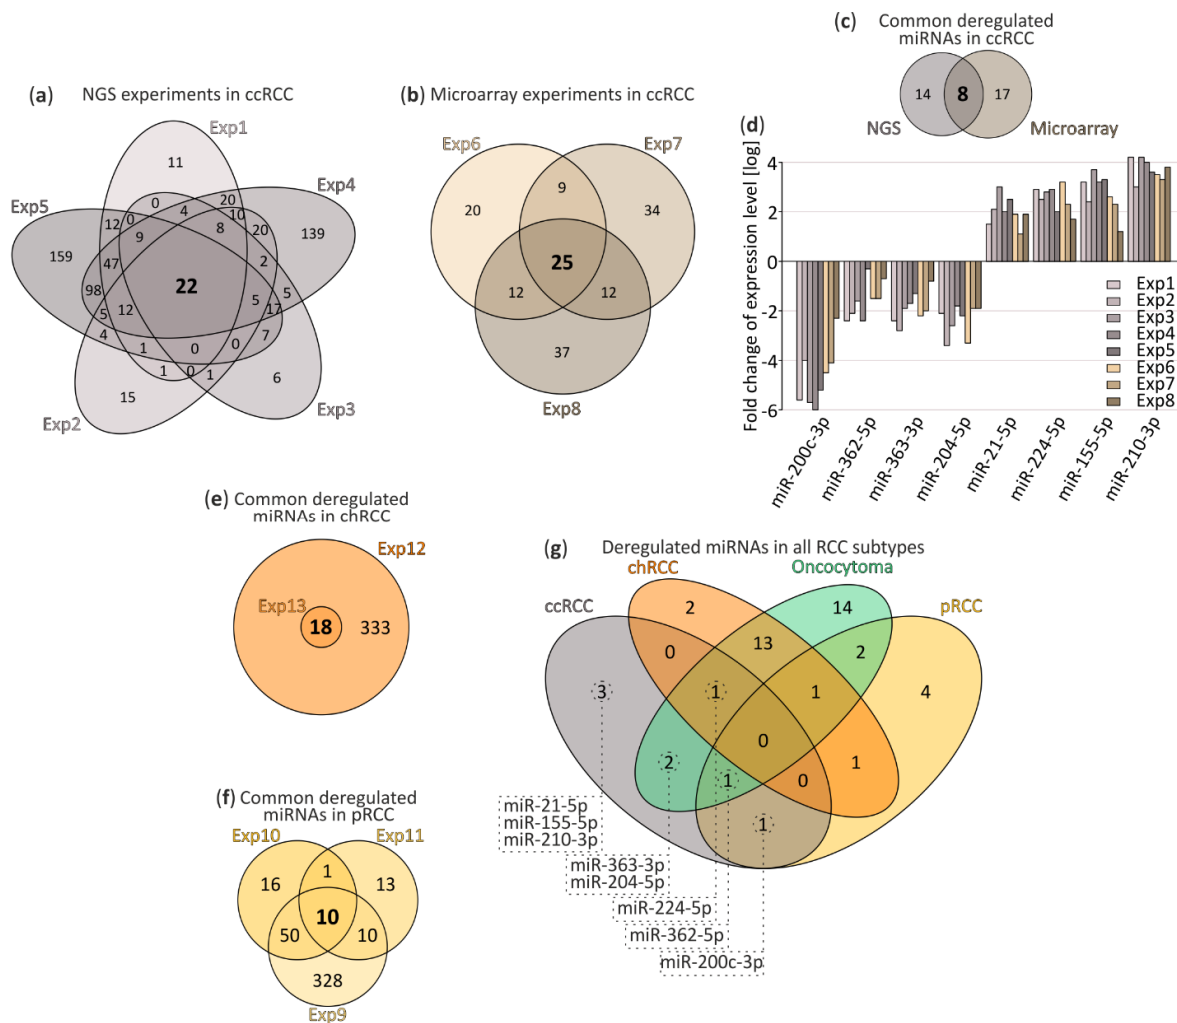 (a) NGS experiments in ccRCC
Exp1
11
Exp4
Exp5
0
20
4
10
12
0
9
8
20
139
159
47
2
22
98
5
5
5
12
17
4
7
1
0
0
1
0
1
15
6
Exp2
Exp3
(b) Microarray experiments in ccRCC
Exp6
Exp7
9
20
34
25
12
12
37
Exp8
(c) Common deregulated
miRNAs in ccRCC
14
8
17
NGS
Microarray
(d)
Fold change of expression level [log]
4
2
0
-2
-4
-6
Exp1
Exp2
Exp3
Exp4
Exp5
Exp6
Exp7
Exp8
miR-200c-3p
miR-362-5p
miR-363-3p
miR-204-5p
miR-21-5p
miR-224-5p
miR-155-5p
miR-210-3p
(e) Common deregulated
miRNAs in chRCC
Exp12
Exp13
18
333
(f) Common deregulated
miRNAs in pRCC
Exp10
Exp11
1
16
13
10
50
10
328
Exp9
(g) Deregulated miRNAs in all RCC subtypes
chRCC
Oncocytoma
ccRCC
pRCC
2
14
13
0
2
3
1
1
4
0
2
1
0
1
1
miR-21-5p
miR-155-5p
miR-210-3p
miR-363-3p
miR-204-5p
miR-224-5p
miR-362-5p
miR-200c-3p